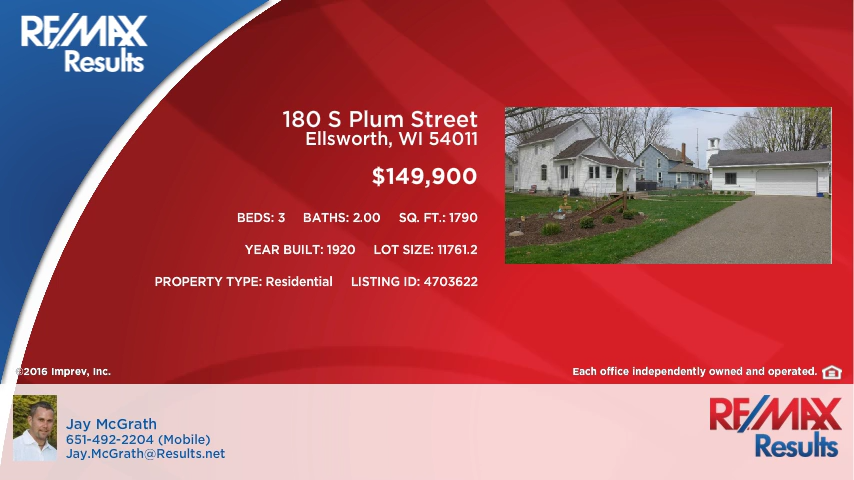 RE/MAX
Results
180 S Plum Street
Ellsworth, WI 54011
$149,900
BEDS: 3 BATHS: 2.00 SQ. FT.: 1790
YEAR BUILT: 1920 LOT SIZE: 11761.2
PROPERTY TYPE: Residential LISTING ID: 4703622
©2016 Imprev, Inc.
Each office independently owned and operated.
Jay McGrath
651-492-2204 (Mobile)
Jay.McGrath@Results.net
RE/MAX
Results